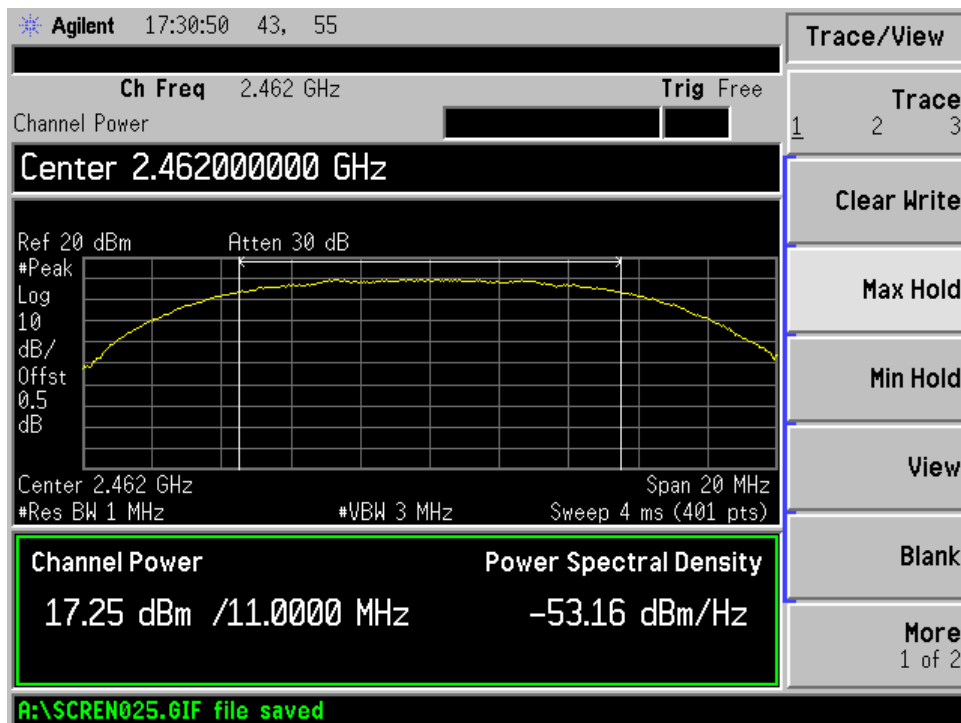 Agilent 17:30:50 43, 55
Trace/View
Ch Freq 2.462 GHz Trig Free
Channel Power
Trace
1 2 3
Center 2.462000000 GHz
Clear Write
Ref 20 dBm Atten 30 dB
#Peak
Log
10
dB/
Offst
0.5
dB
Max Hold
Min Hold
Center 2.462 GHz Span 20 MHz
#Res BW 1 MHz #VBW 3 MHz Sweep 4 ms (401 pts)
View
Channel Power Power Spectral Density
17.25 dBm /11.0000 MHz -53.16 dBm/Hz
Blank
More
1 of 2
A:\SCREN025.GIF file saved